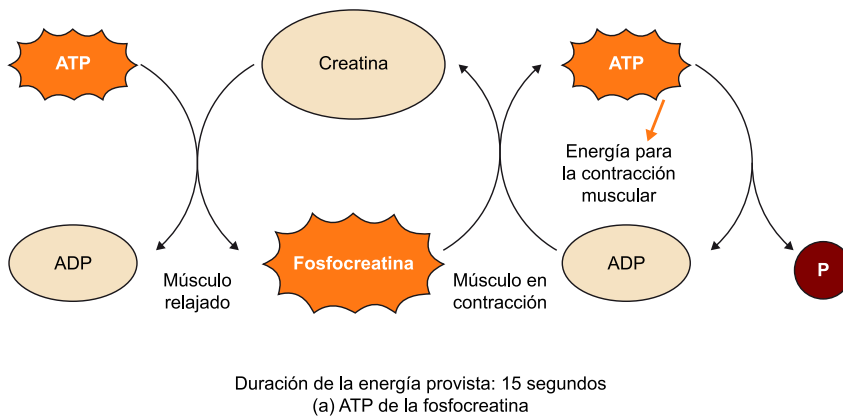 ATP
Creatina
ATP
Energía para
la contracción
muscular
ADP
Músculo
relajado
Fosfocreatina
Músculo en
contracción
ADP
P
Duración de la energía provista: 15 segundos
(a) ATP de la fosfocreatina